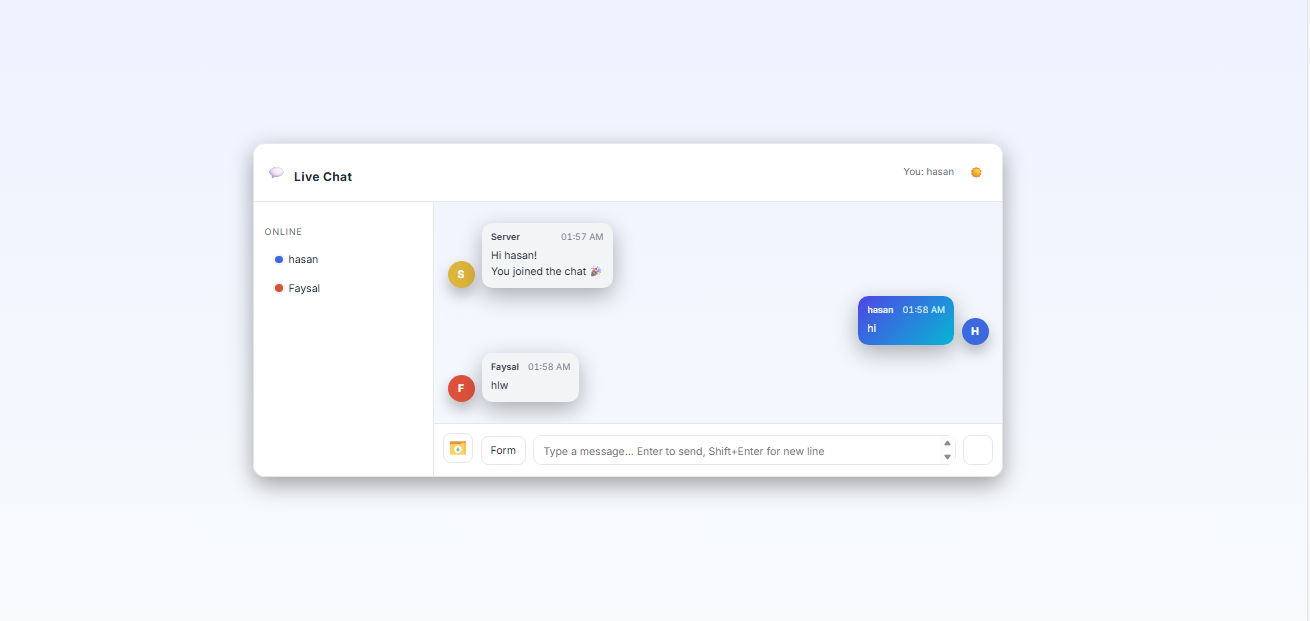 Live Chat
You: hasan
ONLINE
hasan
Faysal
Server 01:57 AM
Hi hasan!
You joined the chat 🎉
S
hasan 01:58 AM
hi
H
Faysal 01:58 AM
hlw
F
Form
Type a message... Enter to send, Shift+Enter for new line